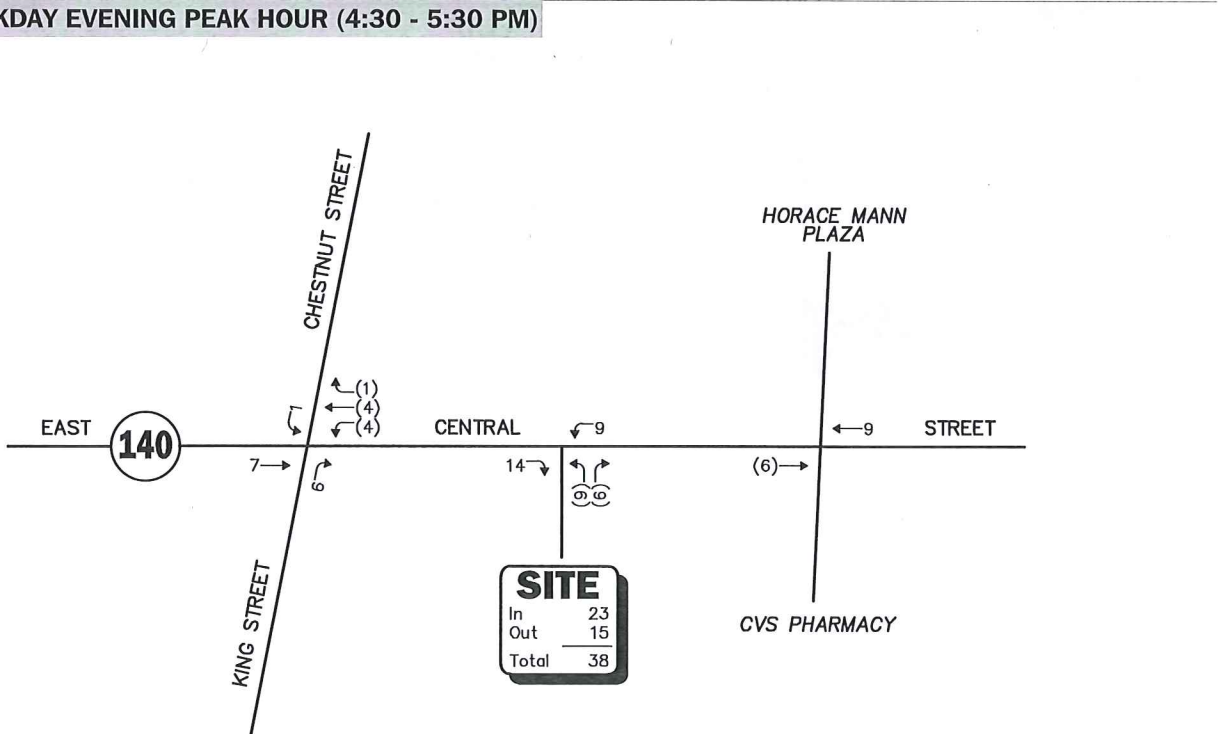 KDAY EVENING PEAK HOUR (4:30 - 5:30 PM)
CHESTNUT STREET
HORACE MANN
PLAZA
1
(1)
(4)
(4)
EAST
140
CENTRAL
9
9
STREET
7
6
14
(9)
(6)
(6)
SITE
In 23
Out 15
Total 38
KING STREET
CVS PHARMACY